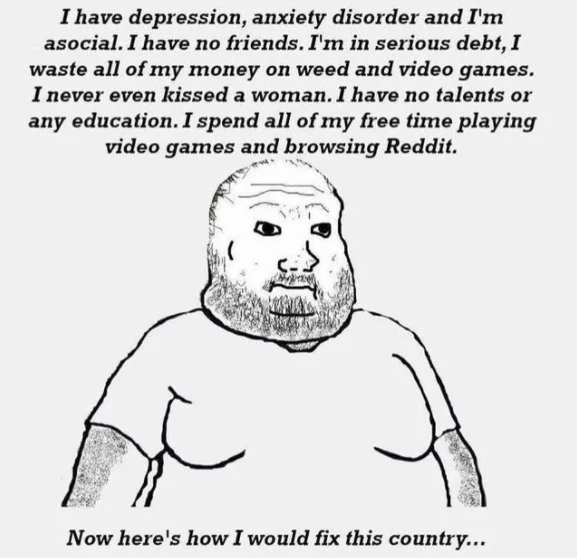 I have depression, anxiety disorder and I'm
asocial. I have no friends. I'm in serious debt, I
waste all of my money on weed and video games.
I never even kissed a woman. I have no talents or
any education. I spend all of my free time playing
video games and browsing Reddit.
Now here's how I would fix this country...